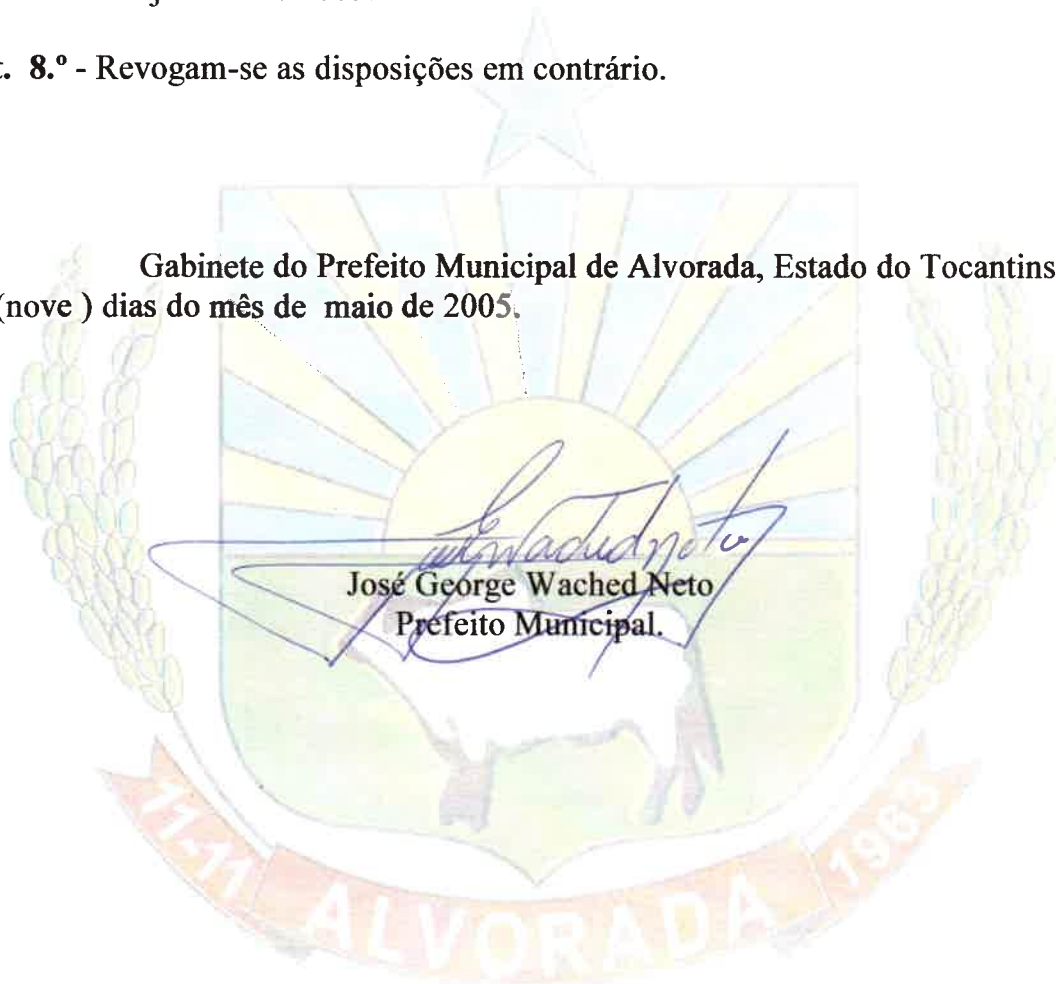 t. 8.º - Revogam-se as disposições em contrário.
Gabinete do Prefeito Municipal de Alvorada, Estado do Tocantins
(nove ) dias do mês de maio de 2005.
José George Wached Neto
Prefeito Municipal.
11-11 ALVORADA 1963